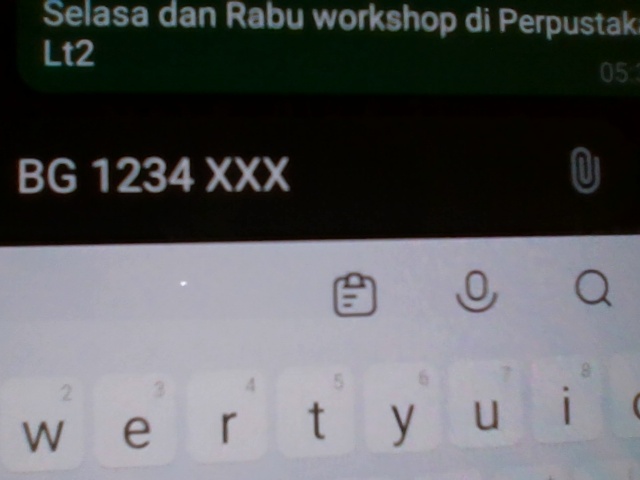 Selasa dan Rabu workshop di Perpustak
Lt2
05:3
BG 1234 XXX
2 3 4 5 6 7 8
w e r t y u i